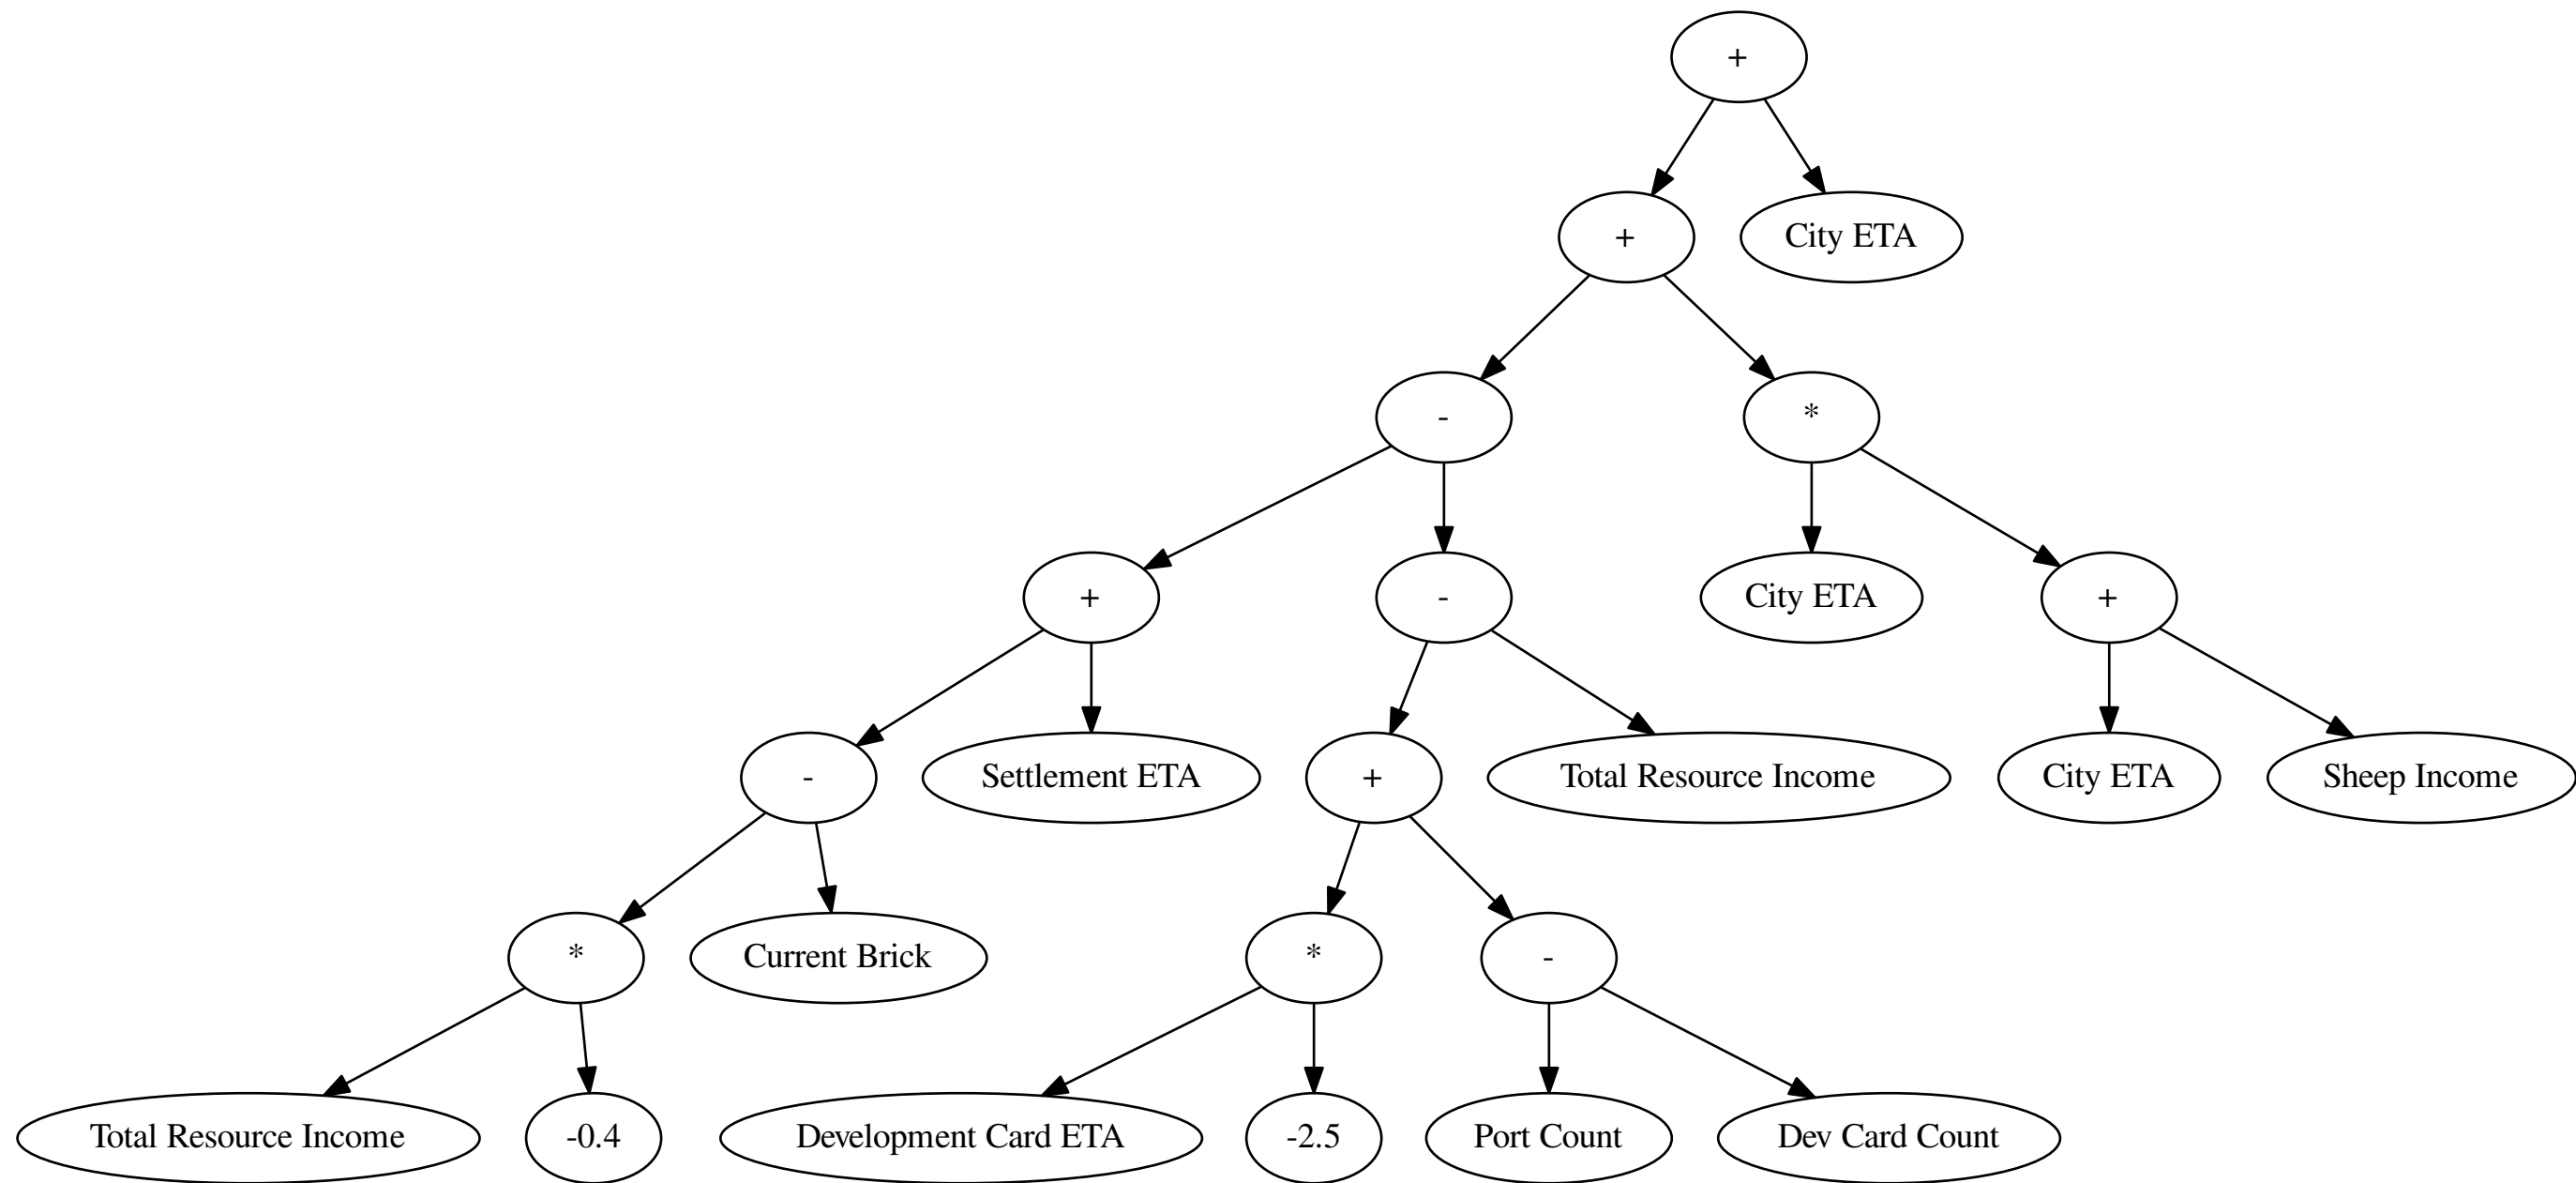 +
+
City ETA
-
*
+
-
City ETA
+
-
Settlement ETA
+
Total Resource Income
City ETA
Sheep Income
*
Current Brick
*
-
Total Resource Income
-0.4
Development Card ETA
-2.5
Port Count
Dev Card Count